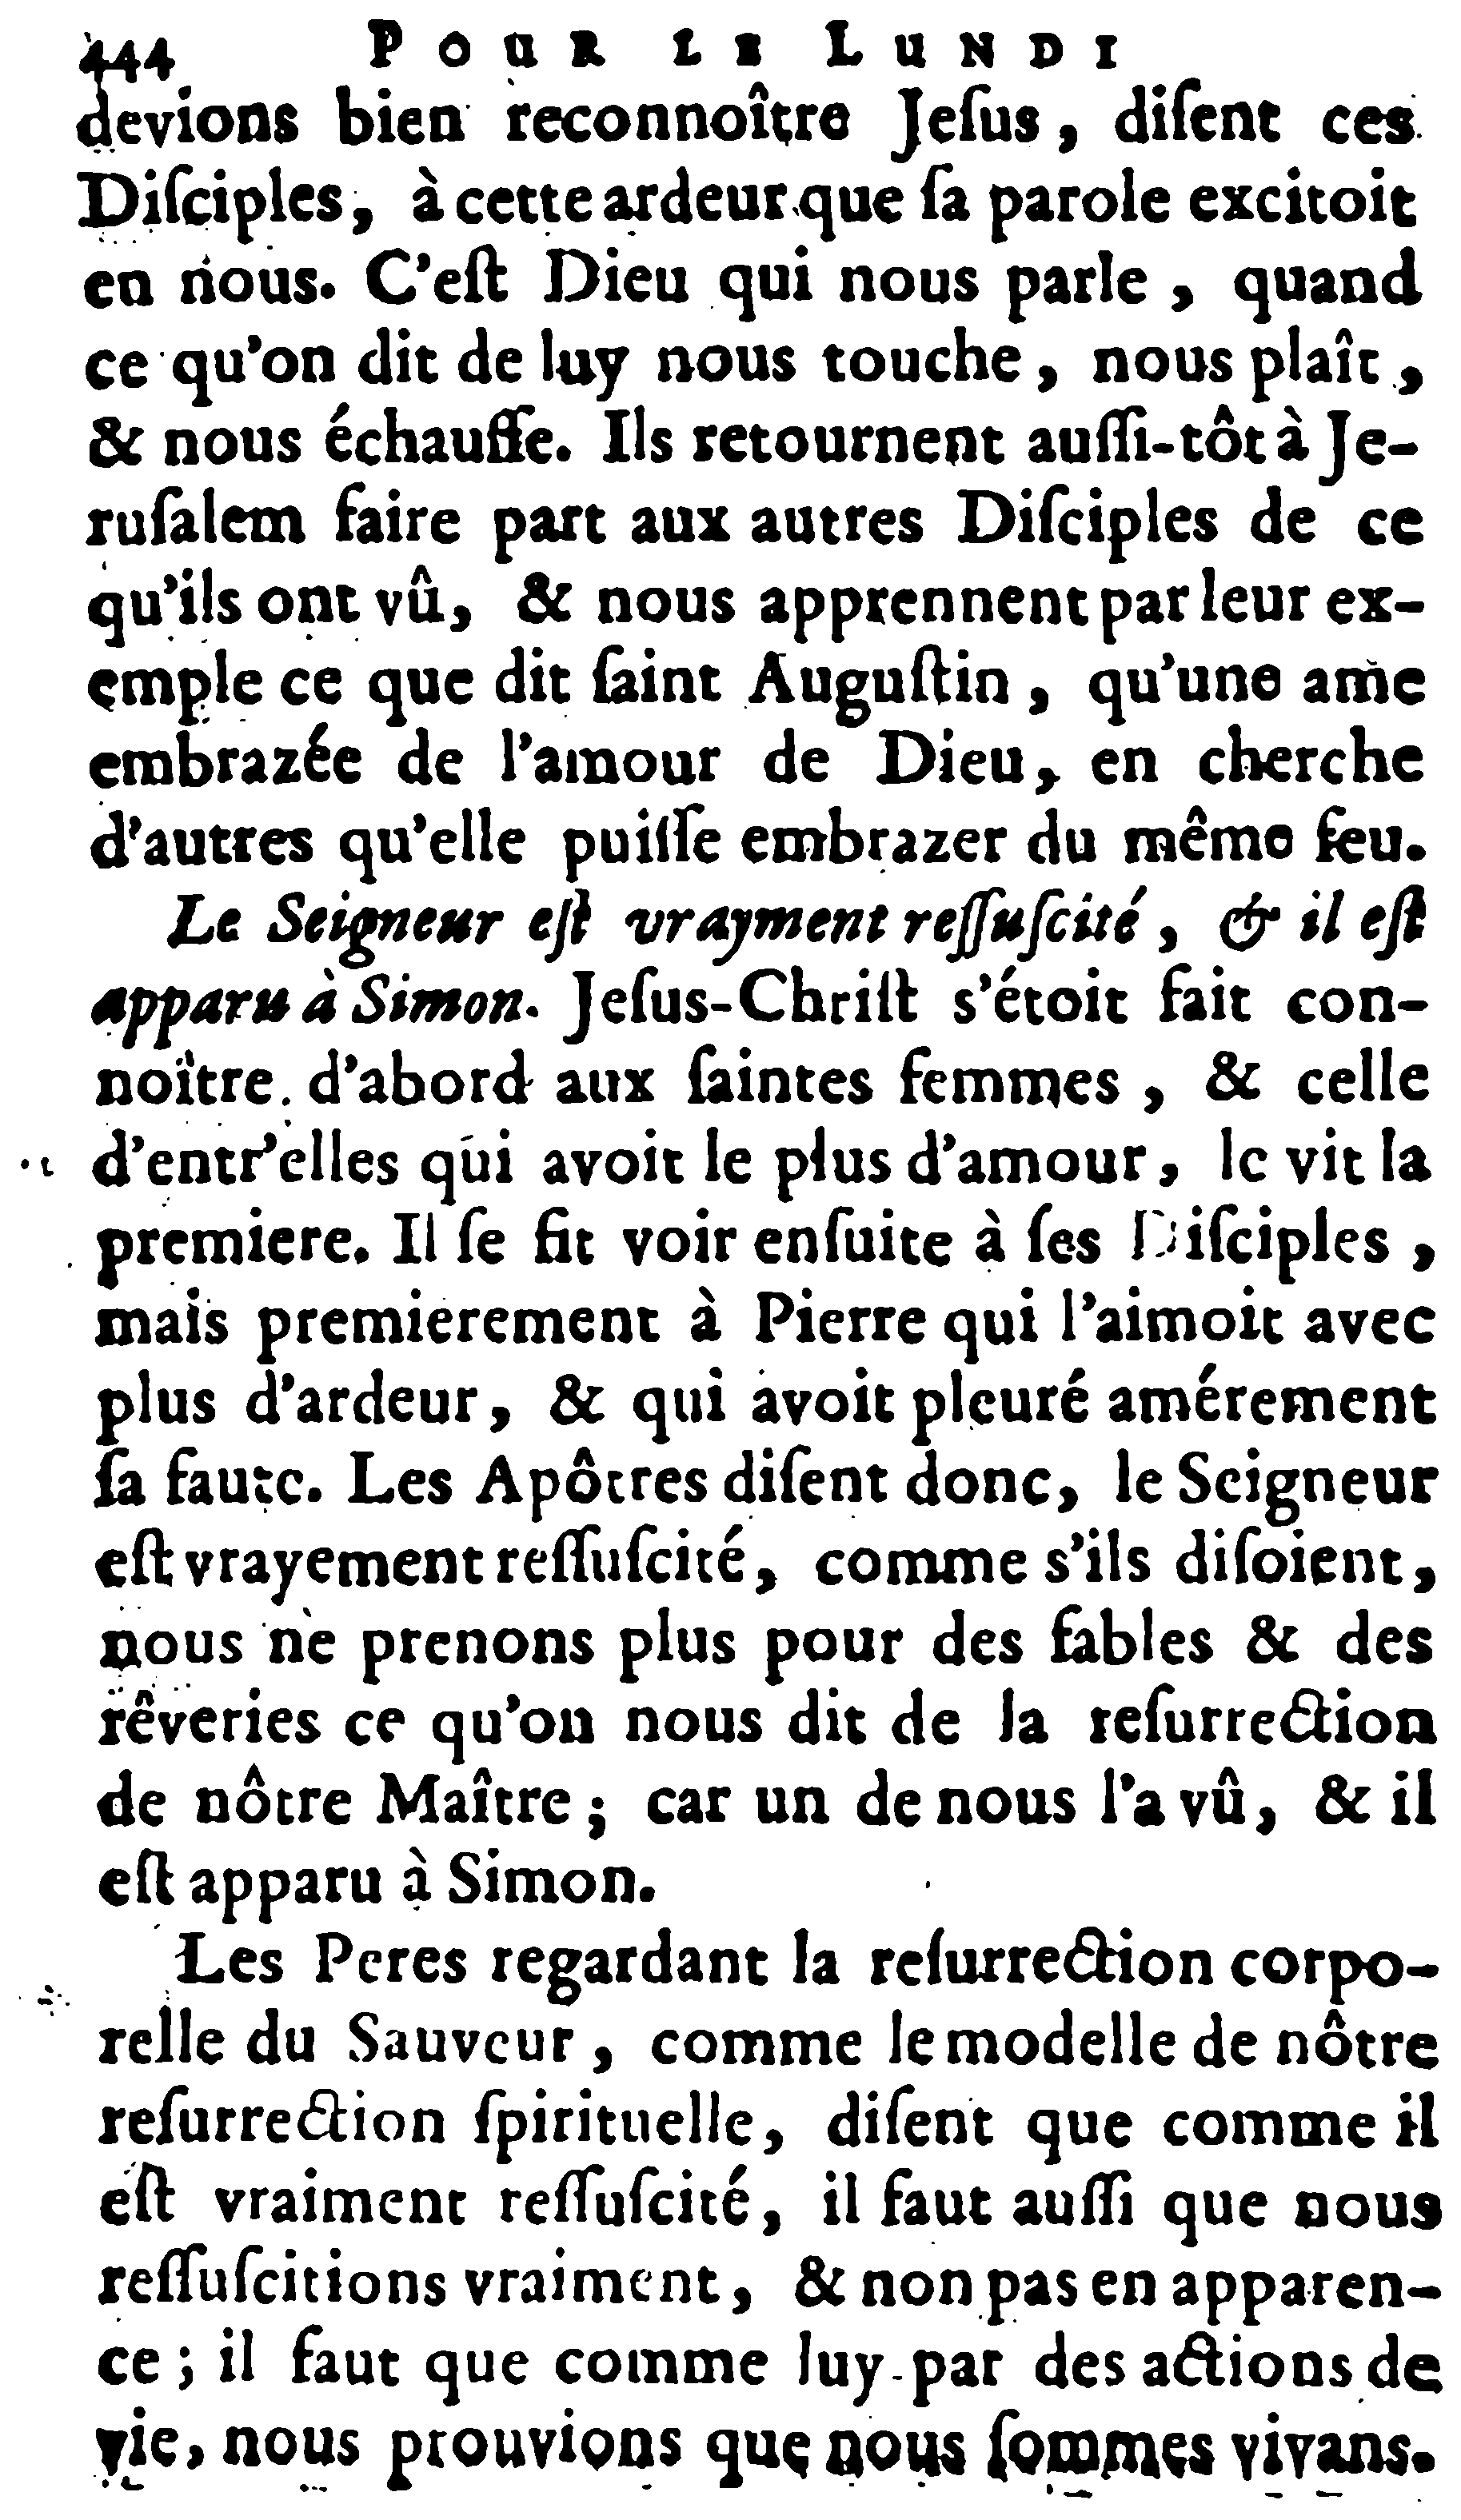 444 POUR LE LUNDI
devions bien reconnoître Jeſus, diſent ces
Diſciples, à cette ardeur que ſa parole excitoit
en nous. C'eſt Dieu qui nous parle, quand
ce qu'on dit de luy nous touche, nous plaît,
& nous échauffe. Ils retournent auſſi-tôt à Je-
ruſalem faire part aux autres Diſciples de ce
qu'ils ont vû, & nous apprennent par leur ex-
emple ce que dit ſaint Auguſtin, qu'une ame
embrazée de l'amour de Dieu, en cherche
d'autres qu'elle puiſſe embrazer du même feu.
Le Seigneur eſt vrayment reſſuſcité, & il eſt
apparu à Simon. Jeſus-Chriſt s'étoit fait con-
noître d'abord aux ſaintes femmes, & celle
d'entr'elles qui avoit le plus d'amour, le vit la
premiere. Il ſe fit voir enſuite à ſes Diſciples,
mais premierement à Pierre qui l'aimoit avec
plus d'ardeur, & qui avoit pleuré amérement
ſa faute. Les Apôtres diſent donc, le Seigneur
eſt vrayement reſſuſcité, comme s'ils diſoient,
nous ne prenons plus pour des fables & des
rêveries ce qu'on nous dit de la reſurrection
de nôtre Maître; car un de nous l'a vû, & il
eſt apparu à Simon.
Les Peres regardant la reſurrection corpo-
relle du Sauveur, comme le modelle de nôtre
reſurrection ſpirituelle, diſent que comme il
eſt vraiment reſſuſcité, il faut auſſi que nous
reſſuſcitions vraiment, & non pas en apparen-
ce; il faut que comme luy par des actions de
vie, nous prouvions que nous ſommes vivans.